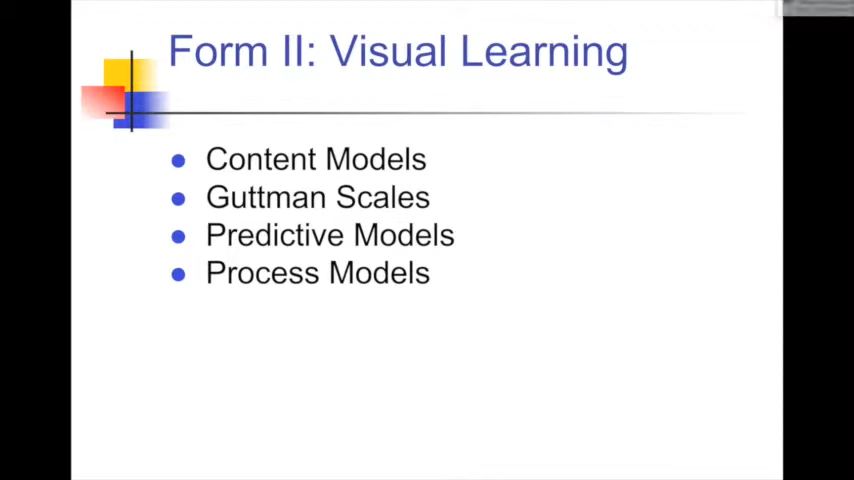 Form II: Visual Learning
Content Models
Guttman Scales
Predictive Models
Process Models